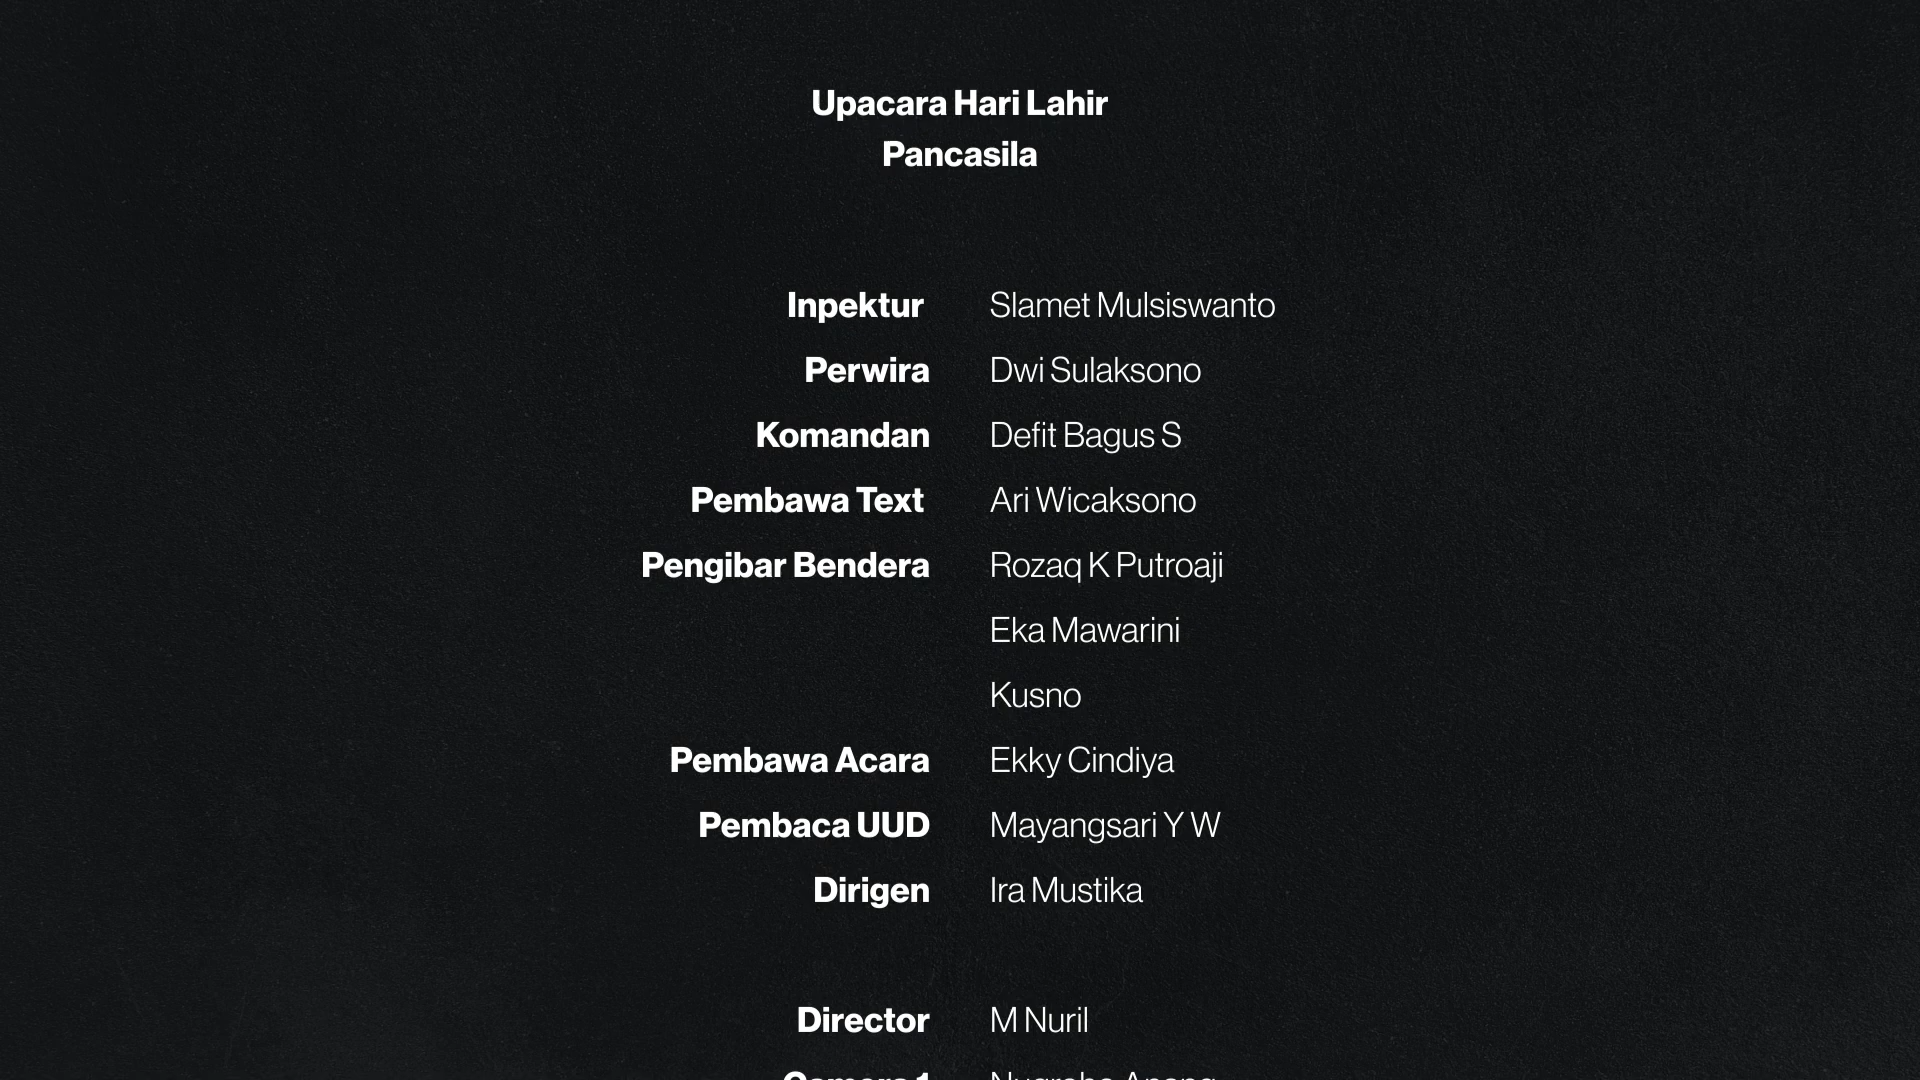 Upacara Hari Lahir
Pancasila
Inpektur Slamet Mulsiswanto
Perwira Dwi Sulaksono
Komandan Defit Bagus S
Pembawa Text Ari Wicaksono
Pengibar Bendera Rozaq K Putroaji
Eka Mawarini
Kusno
Pembawa Acara Ekky Cindiya
Pembaca UUD Mayangsari Y W
Dirigen Ira Mustika
Director M Nuril